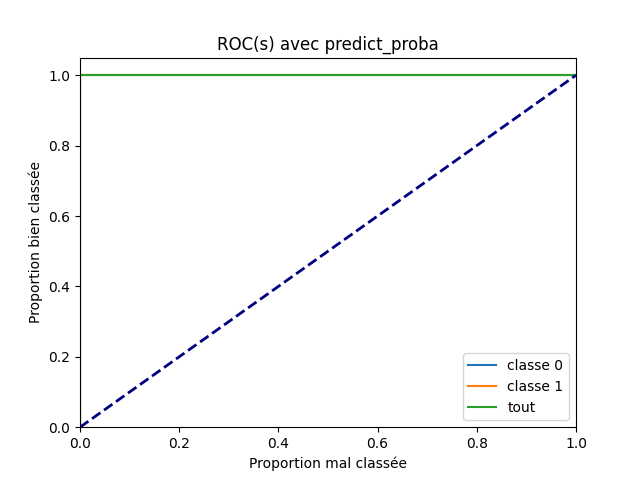 ROC(s) avec predict_proba
1.0
0.8
0.6
0.4
0.2
0.0
Proportion bien classée
classe 0
classe 1
tout
0.0 0.2 0.4 0.6 0.8 1.0
Proportion mal classée